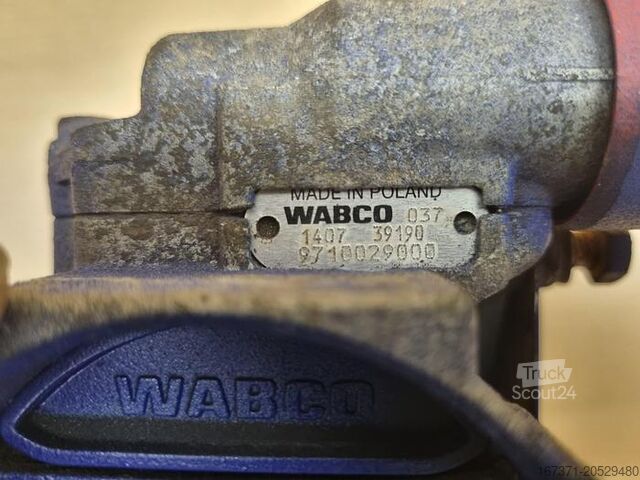 MADE IN POLAND
WABCO 037
1407 39190
9710029000
WABCO
Truck
Scout24
167371-20529480